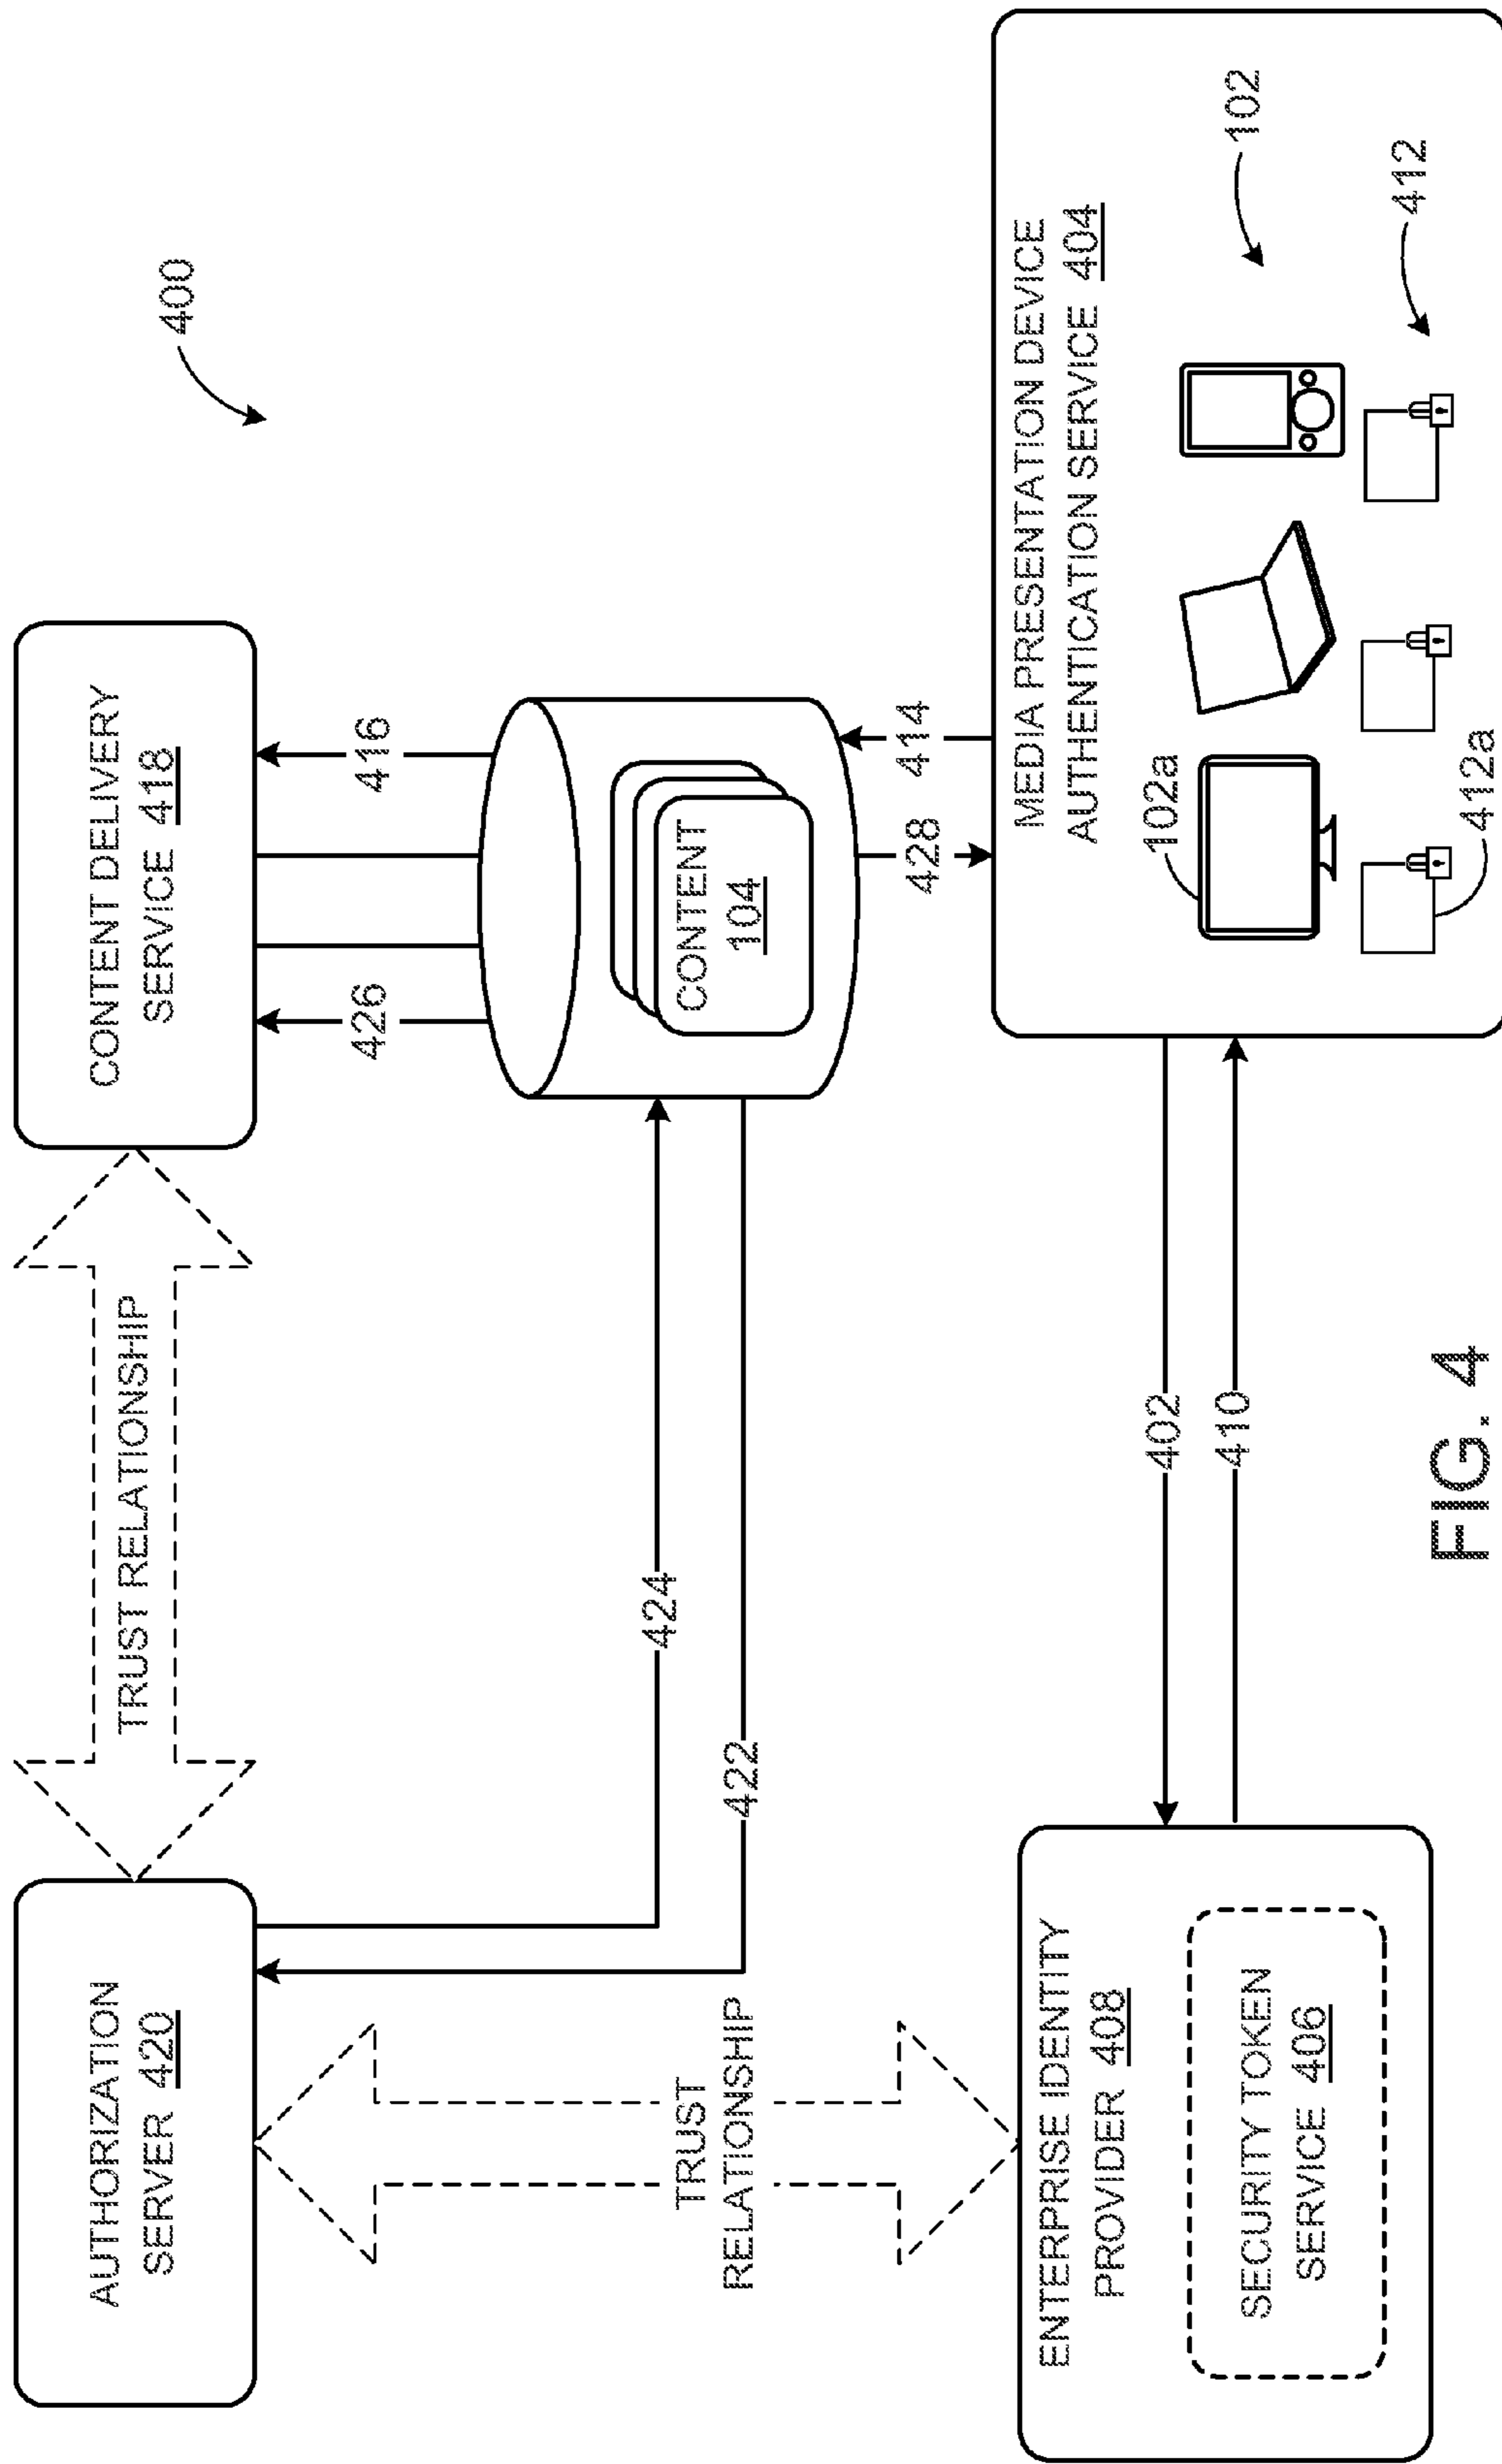 400
AUTHORIZATION
SERVER 420
TRUST RELATIONSHIP
CONTENT DELIVERY
SERVICE 418
426
416
424
422
CONTENT
104
TRUST
RELATIONSHIP
428
414
ENTERPRISE IDENTITY
PROVIDER 408
SECURITY TOKEN
SERVICE 406
402
410
MEDIA PRESENTATION DEVICE
AUTHENTICATION SERVICE 404
102a
102
412a
412
FIG. 4